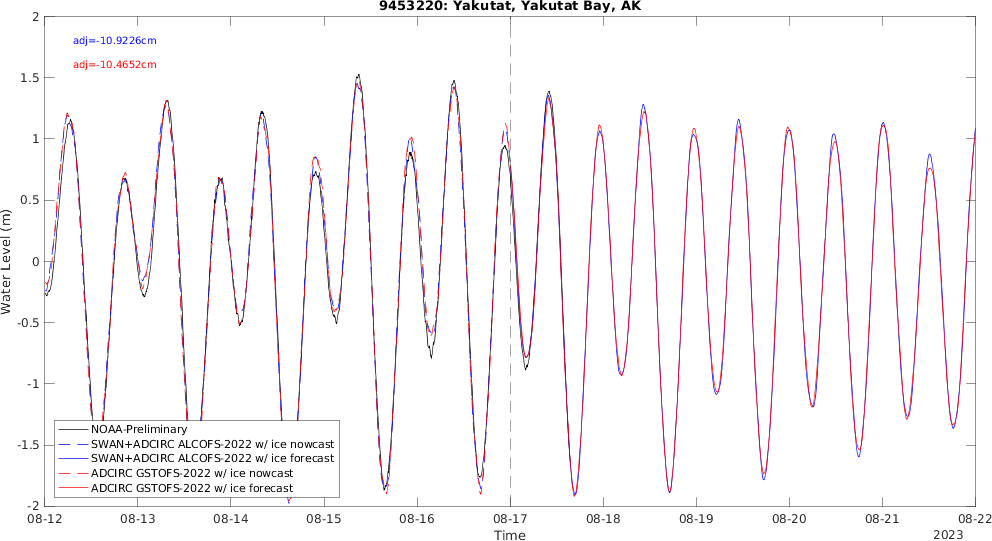 9453220: Yakutat, Yakutat Bay, AK
adj=-10.9226cm
adj=-10.4652cm
Water Level (m)
2
1.5
1
0.5
0
-0.5
-1
-1.5
-2
NOAA-Preliminary
SWAN+ADCIRC ALCOFS-2022 w/ ice nowcast
SWAN+ADCIRC ALCOFS-2022 w/ ice forecast
ADCIRC GSTOFS-2022 w/ ice nowcast
ADCIRC GSTOFS-2022 w/ ice forecast
08-12 08-13 08-14 08-15 08-16 08-17 08-18 08-19 08-20 08-21 08-22
Time
2023